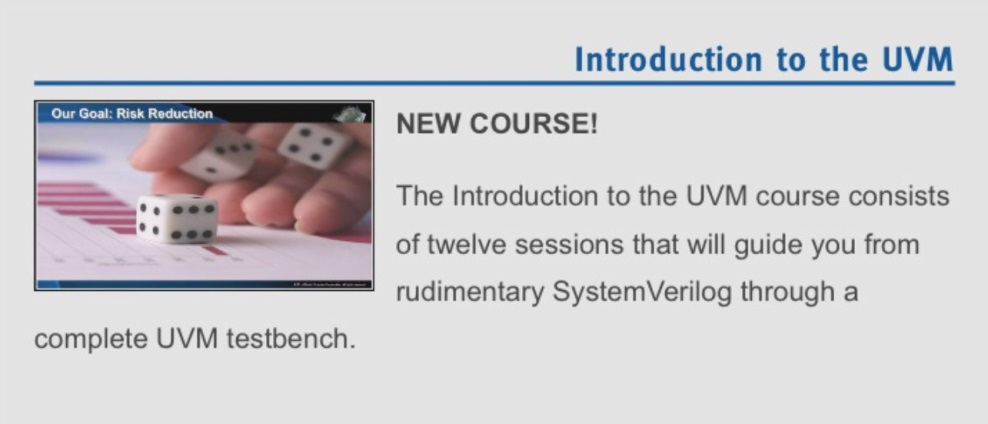 Introduction to the UVM
Our Goal: Risk Reduction
NEW COURSE!
The Introduction to the UVM course consists
of twelve sessions that will guide you from
rudimentary SystemVerilog through a
complete UVM testbench.